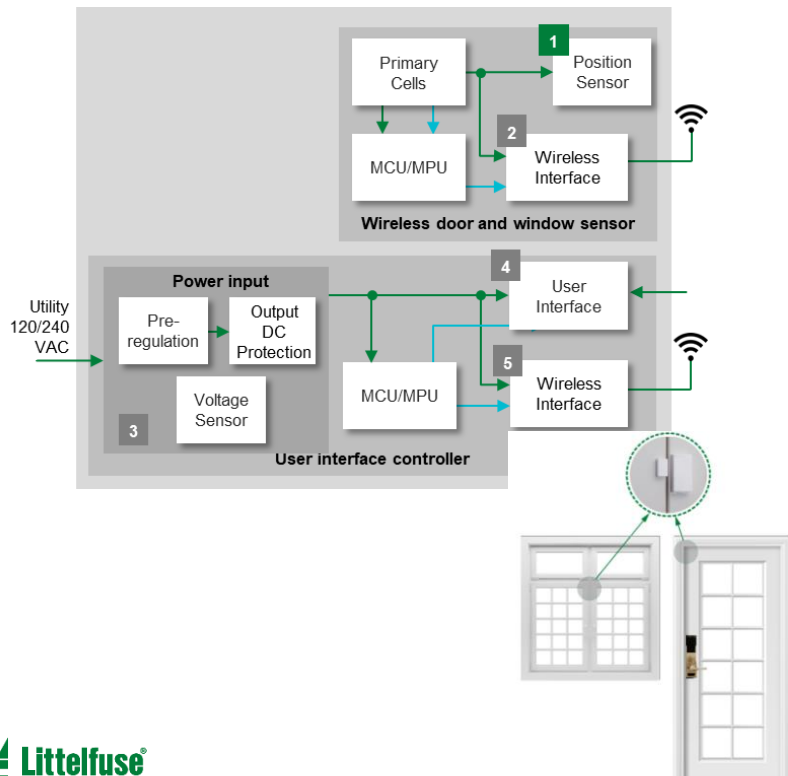 1
Position
Sensor
Primary
Cells
2
Wireless
Interface
MCU/MPU
Wireless door and window sensor
4
User
Interface
Power input
Utility
120/240
VAC
Pre-
regulation
Output
DC
Protection
5
Wireless
Interface
MCU/MPU
Voltage
Sensor
3
User interface controller
Littelfuse®